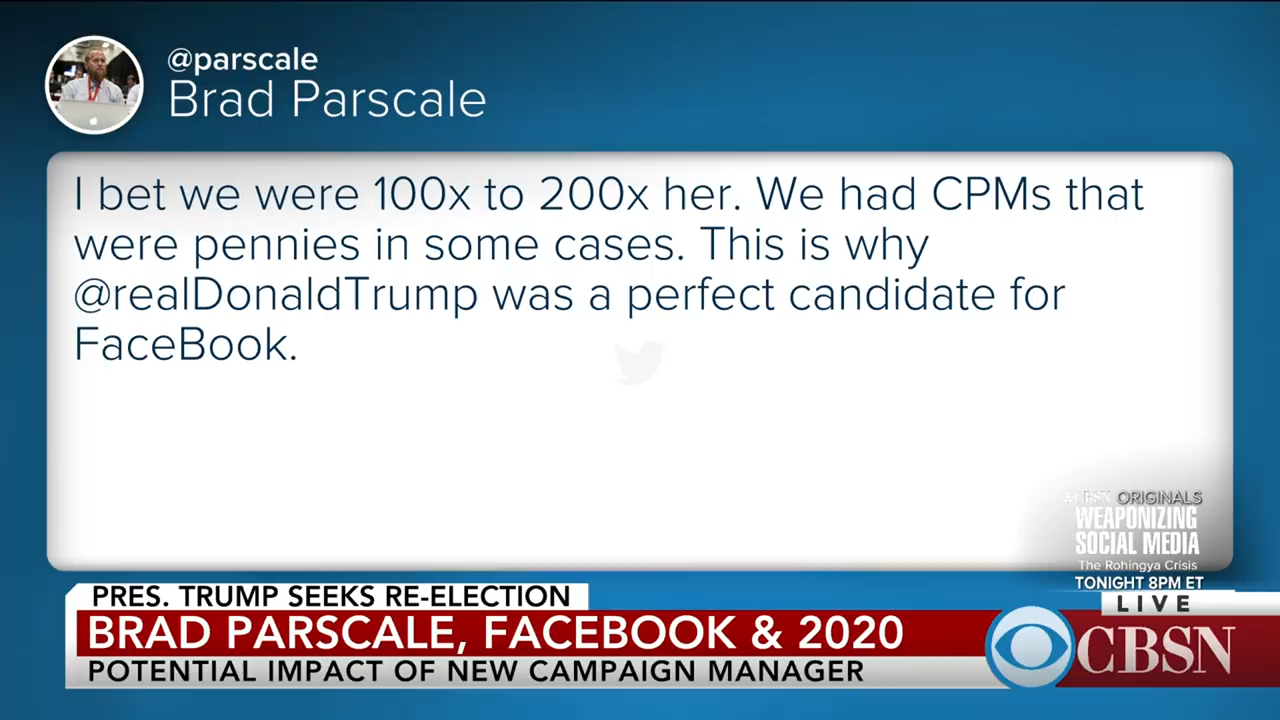 @parscale
Brad Parscale
I bet we were 100x to 200x her. We had CPMs that
were pennies in some cases. This is why
@realDonaldTrump was a perfect candidate for
FaceBook.
CBSN ORIGINALS
WEAPONIZING
SOCIAL MEDIA
The Rohingya Crisis
TONIGHT 8PM ET
PRES. TRUMP SEEKS RE-ELECTION
LIVE
BRAD PARSCALE, FACEBOOK & 2020
CBSN
POTENTIAL IMPACT OF NEW CAMPAIGN MANAGER